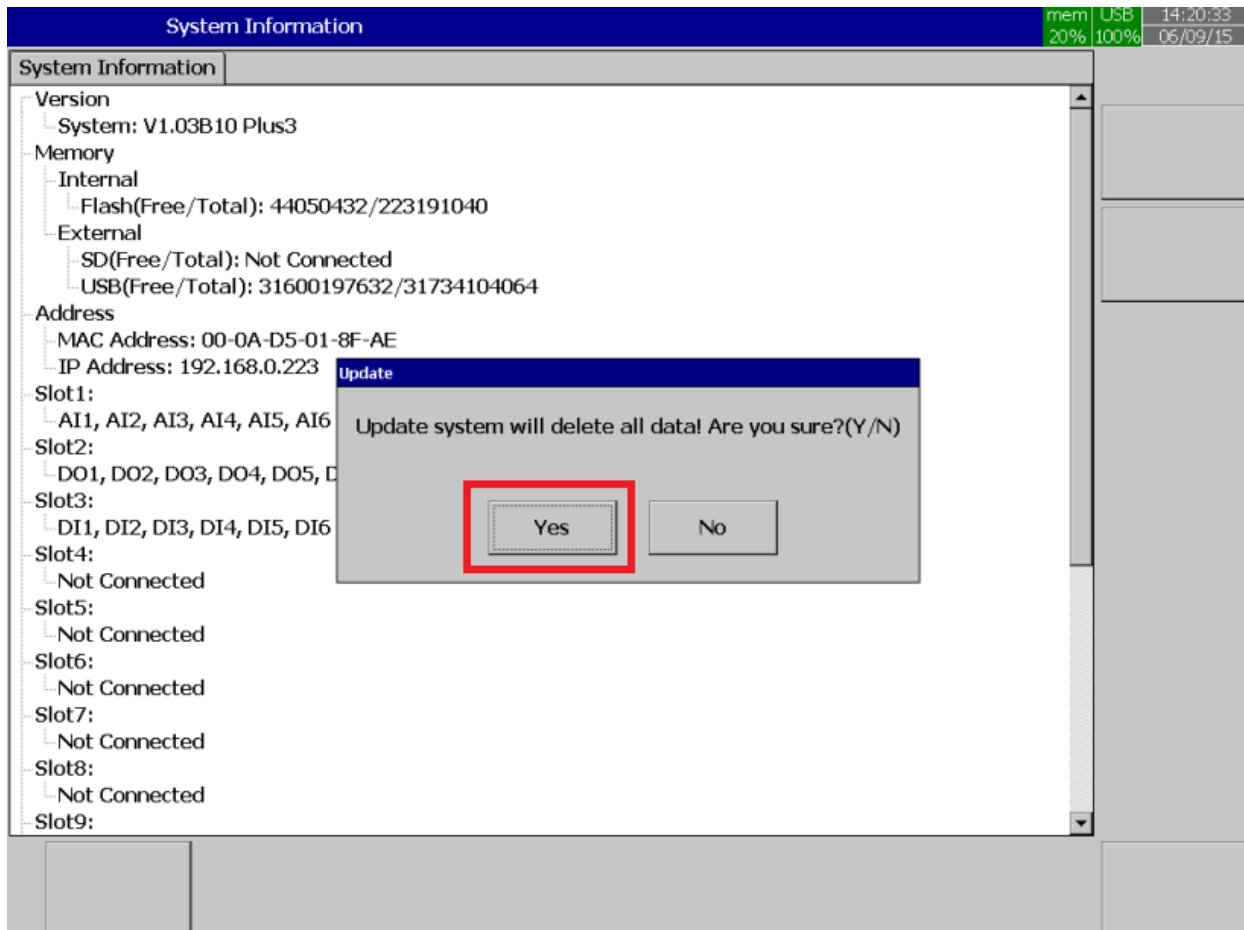 System Information
mem USB 14:20:33
20% 100% 06/09/15
System Information
Version
System: V1.03B10 Plus3
Memory
Internal
Flash(Free/Total): 44050432/223191040
External
SD(Free/Total): Not Connected
USB(Free/Total): 31600197632/31734104064
Address
MAC Address: 00-0A-D5-01-8F-AE
IP Address: 192.168.0.223
Slot1:
AI1, AI2, AI3, AI4, AI5, AI6
Slot2:
DO1, DO2, DO3, DO4, DO5,
Slot3:
DI1, DI2, DI3, DI4, DI5, DI6
Slot4:
Not Connected
Slot5:
Not Connected
Slot6:
Not Connected
Slot7:
Not Connected
Slot8:
Not Connected
Slot9:
Update
Update system will delete all data! Are you sure?(Y/N)
Yes No